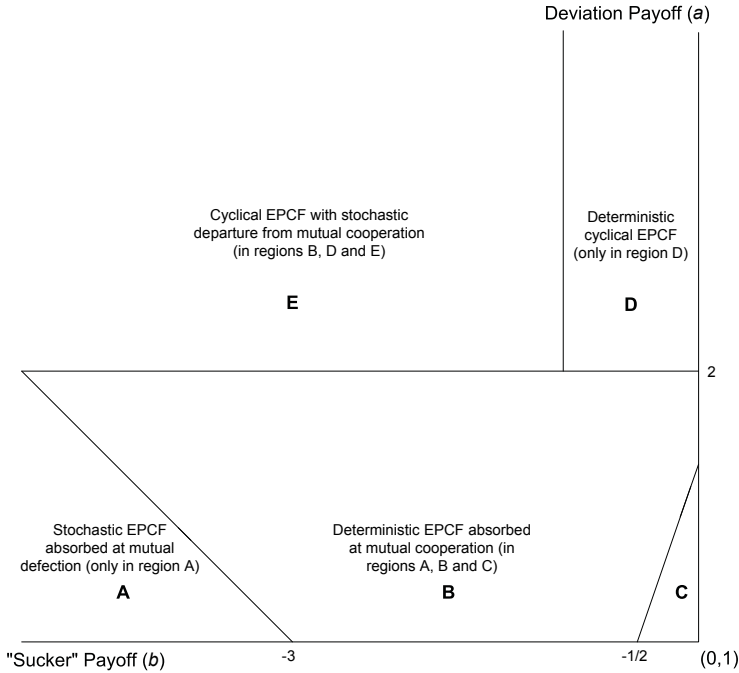 Deviation Payoff (a)
Cyclical EPCF with stochastic
departure from mutual cooperation
(in regions B, D and E)
E
Deterministic
cyclical EPCF
(only in region D)
D
2
Stochastic EPCF
absorbed at mutual
defection (only in region A)
A
Deterministic EPCF absorbed
at mutual cooperation (in
regions A, B and C)
B
C
"Sucker" Payoff (b)
-3
-1/2
(0,1)